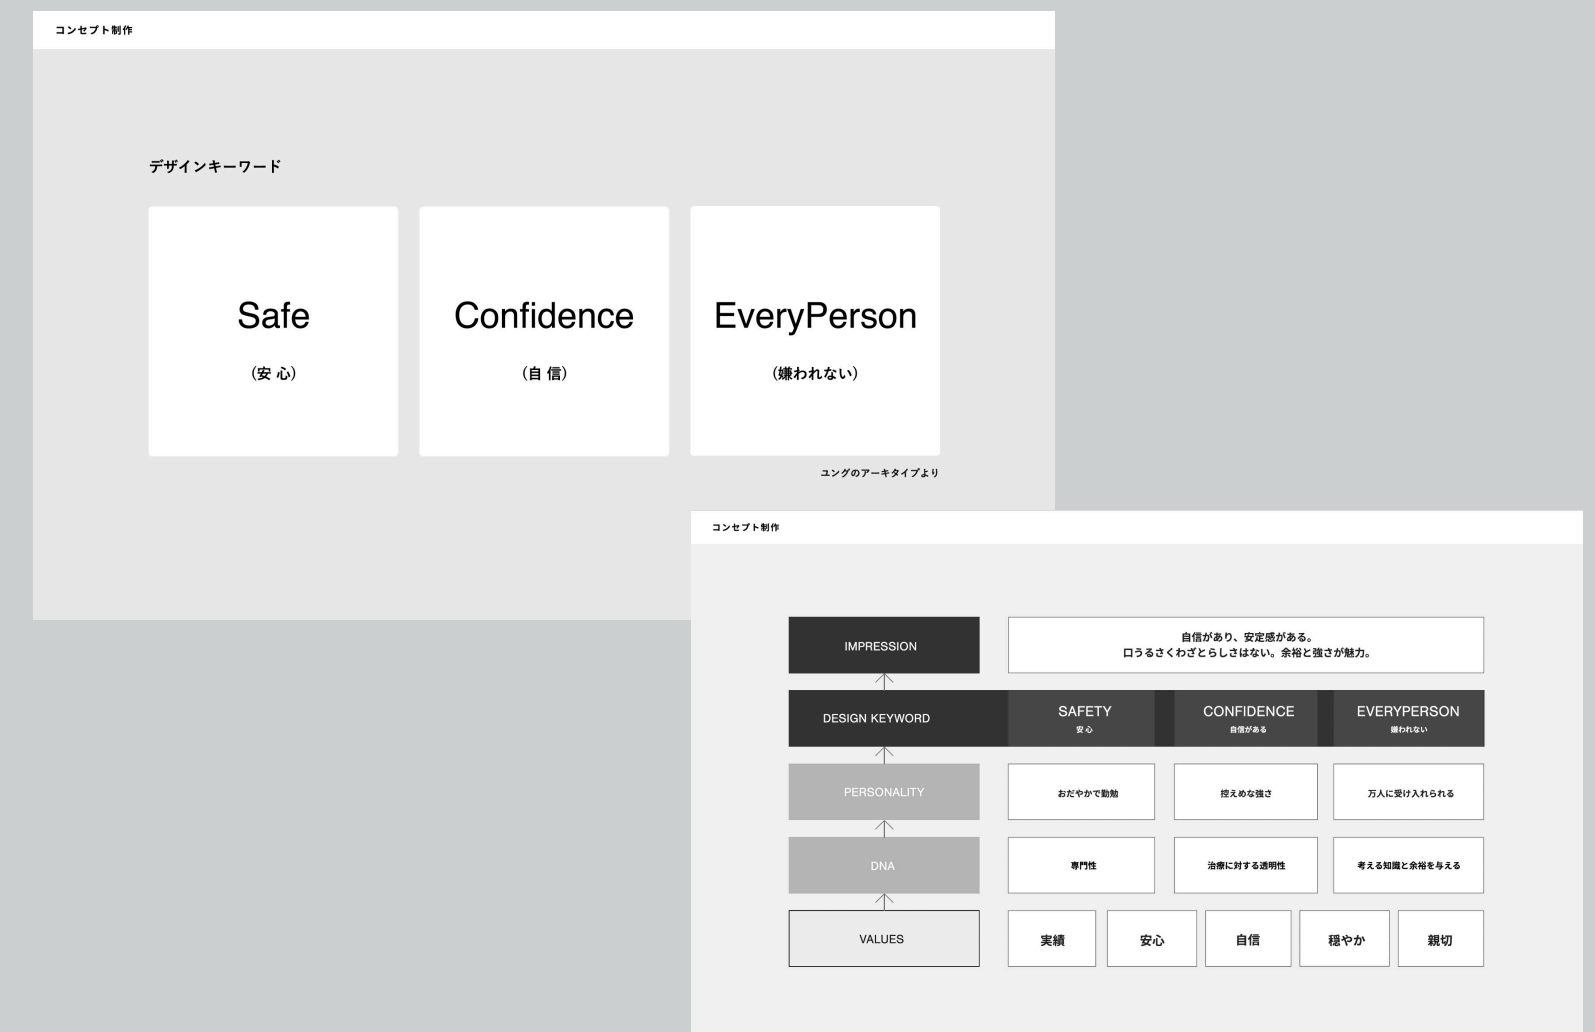 コンセプト制作
デザインキーワード
Safe
（安 心）
Confidence
（自 信）
EveryPerson
（嫌われない）
ユングのアーキタイプより
コンセプト制作
IMPRESSION
自信があり、安定感がある。
口うるさくわざとらしさはない。余裕と強さが魅力。
DESIGN KEYWORD
SAFETY
安 心
CONFIDENCE
自信がある
EVERYPERSON
嫌われない
PERSONALITY
おだやかで勤勉
控えめな強さ
万人に受け入れられる
DNA
専門性
治療に対する透明性
考える知識と余裕を与える
VALUES
実績
安心
自信
穏やか
親切